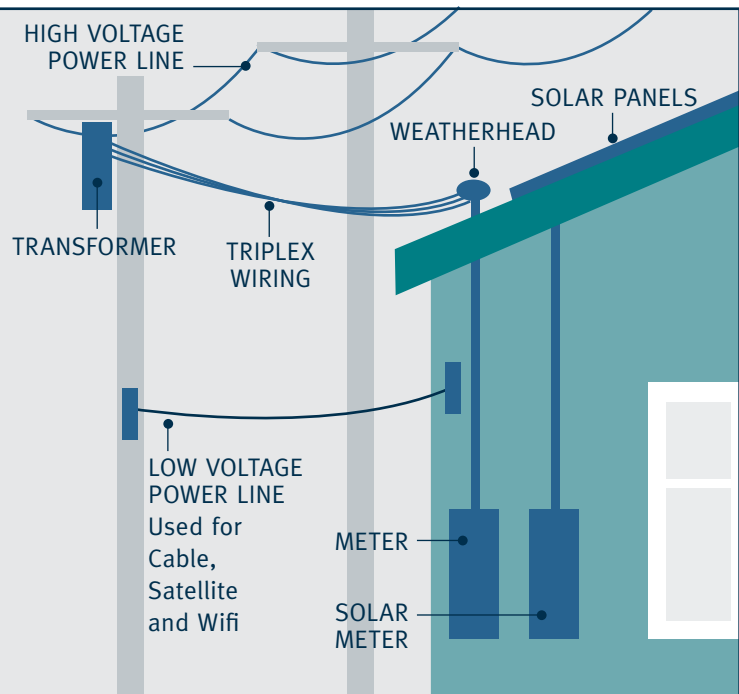 HIGH VOLTAGE
POWER LINE
SOLAR PANELS
WEATHERHEAD
TRANSFORMER
TRIPLEX
WIRING
LOW VOLTAGE
POWER LINE
Used for
Cable,
Satellite
and Wifi
METER
SOLAR
METER